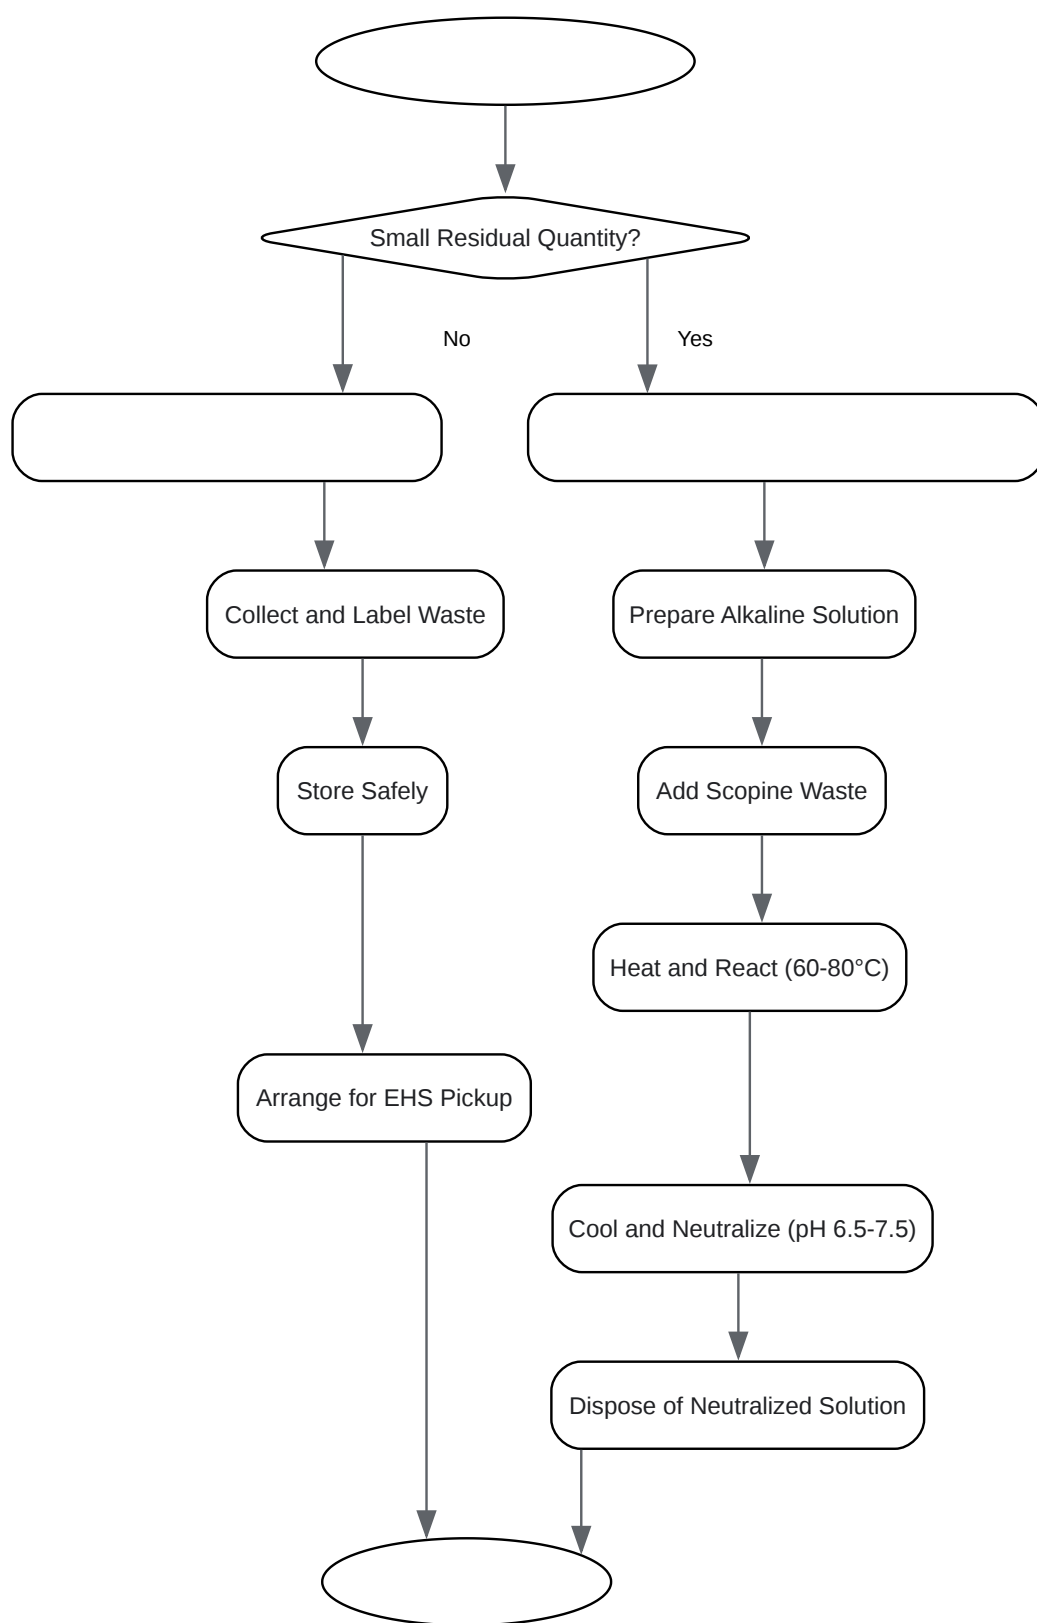 Small Residual Quantity?
No
Yes
Collect and Label Waste
Prepare Alkaline Solution
Store Safely
Add Scopine Waste
Heat and React (60-80°C)
Arrange for EHS Pickup
Cool and Neutralize (pH 6.5-7.5)
Dispose of Neutralized Solution